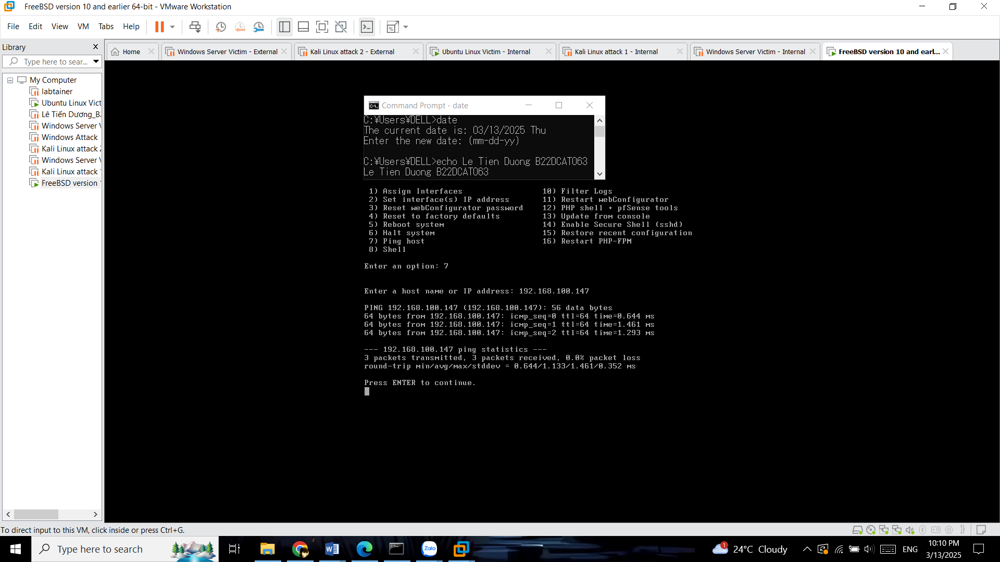 FreeBSD version 10 and earlier 64-bit - VMware Workstation
File Edit View VM Tabs Help
Library
Type here to sear...
Home
Windows Server Victim - External
Kali Linux attack 2 - External
Ubuntu Linux Victim - Internal
Kali Linux attack 1 - Internal
Windows Server Victim - Internal
FreeBSD version 10 and earl...
My Computer
labtainer
Ubuntu Linux Vict
Lê Tiến Dương_B2
Windows Server V
Windows Attack
Kali Linux attack 2
Windows Server V
Kali Linux attack 1
FreeBSD version 1
Command Prompt - date
C:¥Users¥DELL>date
The current date is: 03/13/2025 Thu
Enter the new date: (mm-dd-yy)
C:¥Users¥DELL>echo Le Tien Duong B22DCAT063
Le Tien Duong B22DCAT063
1) Assign Interfaces 10) Filter Logs
2) Set interface(s) IP address 11) Restart webConfigurator
3) Reset webConfigurator password 12) PHP shell + pfSense tools
4) Reset to factory defaults 13) Update from console
5) Reboot system 14) Enable Secure Shell (sshd)
6) Halt system 15) Restore recent configuration
7) Ping host 16) Restart PHP-FPM
8) Shell
Enter an option: 7
Enter a host name or IP address: 192.168.100.147
PING 192.168.100.147 (192.168.100.147): 56 data bytes
64 bytes from 192.168.100.147: icmp_seq=0 ttl=64 time=0.644 ms
64 bytes from 192.168.100.147: icmp_seq=1 ttl=64 time=1.461 ms
64 bytes from 192.168.100.147: icmp_seq=2 ttl=64 time=1.293 ms
--- 192.168.100.147 ping statistics ---
3 packets transmitted, 3 packets received, 0.0% packet loss
round-trip min/avg/max/stddev = 0.644/1.133/1.461/0.352 ms
Press ENTER to continue.
To direct input to this VM, click inside or press Ctrl+G.
Type here to search
Zalo
1
24°C Cloudy
ENG
10:10 PM
3/13/2025